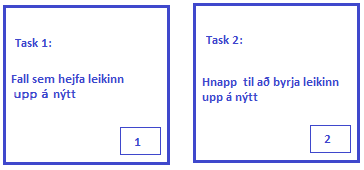 Task 1:
Fall sem hejfa leikinn
upp á nýtt
1
Task 2:
Hnapp til að byrja leikinn
upp á nýtt
2